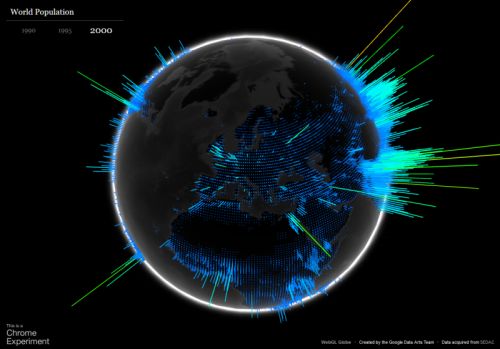 World Population
1990 1995 2000
This is a
Chrome
Experiment
WebGL Globe · Created by the Google Data Arts Team · Data acquired from SEDAC